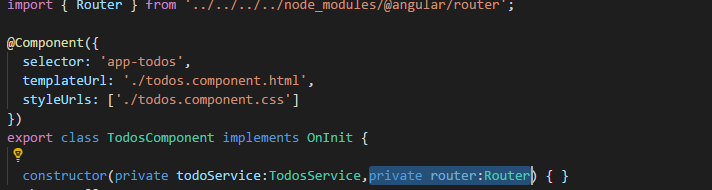 import { Router } from '../../../../node_modules/@angular/router';
@Component({
selector: 'app-todos',
templateUrl: './todos.component.html',
styleUrls: ['./todos.component.css']
})
export class TodosComponent implements OnInit {
constructor(private todoService:TodosService,private router:Router) { }